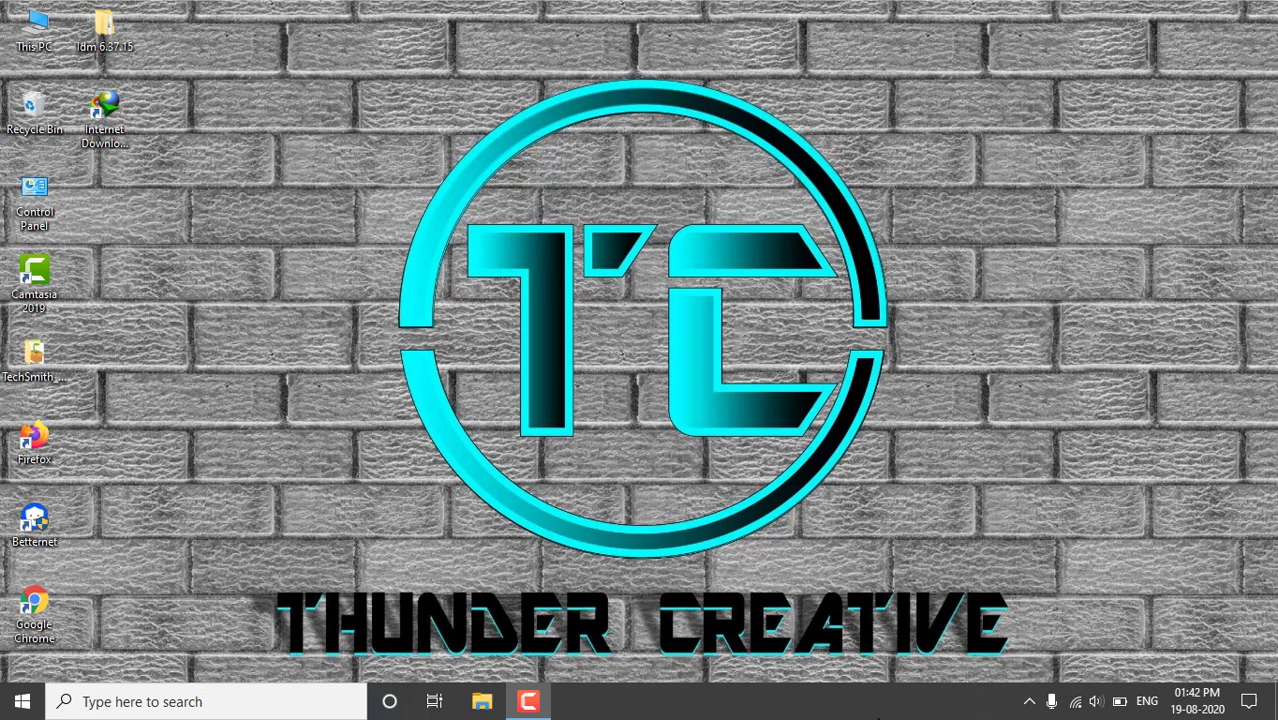 This PC
Idm 6.37.15
Recycle Bin
Internet
Downlo...
Control
Panel
Camtasia
2019
TechSmith_...
Firefox
Betternet
Google
Chrome
TC
THUNDER CREATIVE
Type here to search
ENG
01:42 PM
19-08-2020